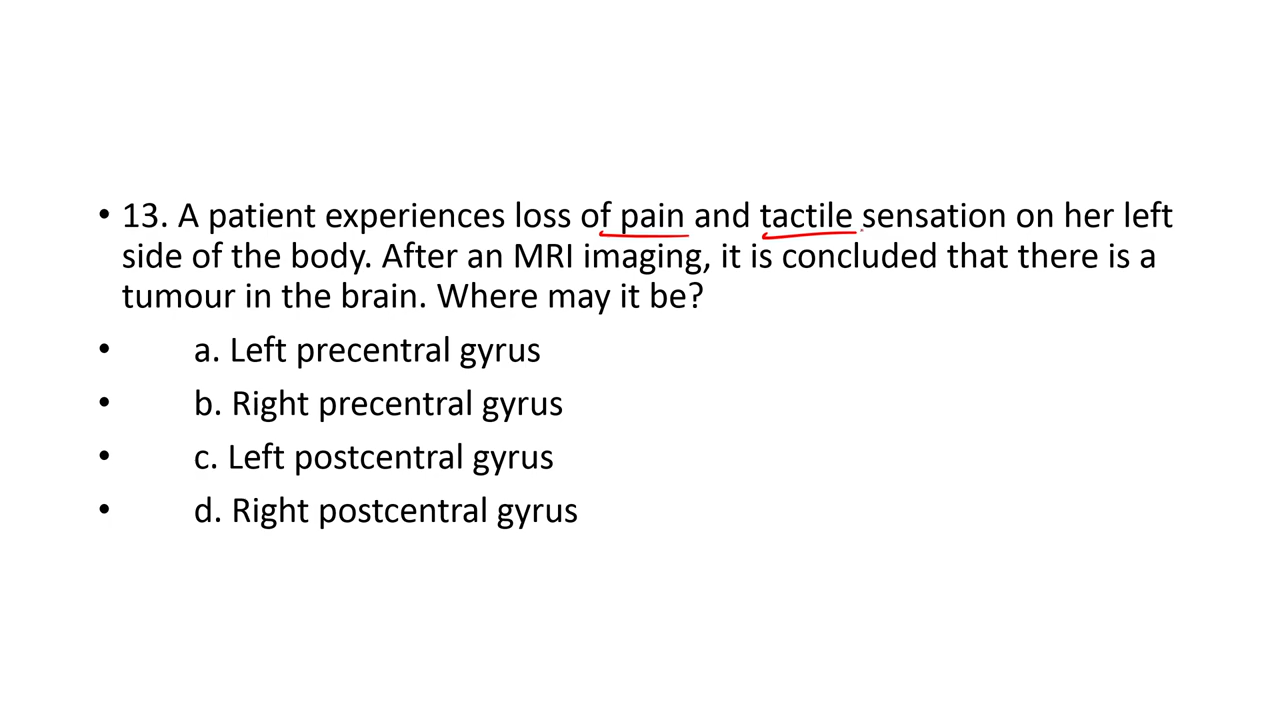 • 13. A patient experiences loss of pain and tactile sensation on her left
side of the body. After an MRI imaging, it is concluded that there is a
tumour in the brain. Where may it be?
• a. Left precentral gyrus
• b. Right precentral gyrus
• c. Left postcentral gyrus
• d. Right postcentral gyrus